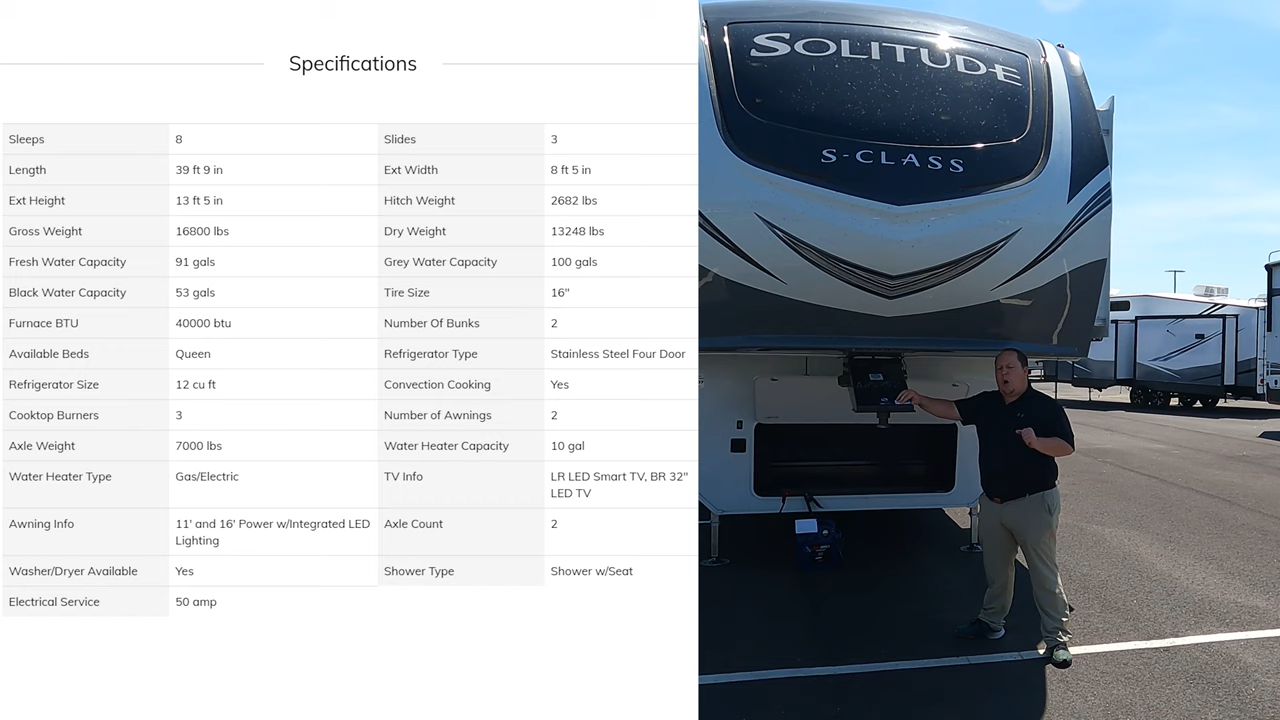 Specifications
Sleeps 8 Slides 3
Length 39 ft 9 in Ext Width 8 ft 5 in
Ext Height 13 ft 5 in Hitch Weight 2682 lbs
Gross Weight 16800 lbs Dry Weight 13248 lbs
Fresh Water Capacity 91 gals Grey Water Capacity 100 gals
Black Water Capacity 53 gals Tire Size 16"
Furnace BTU 40000 btu Number Of Bunks 2
Available Beds Queen Refrigerator Type Stainless Steel Four Door
Refrigerator Size 12 cu ft Convection Cooking Yes
Cooktop Burners 3 Number of Awnings 2
Axle Weight 7000 lbs Water Heater Capacity 10 gal
Water Heater Type Gas/Electric TV Info LR LED Smart TV, BR 32"
LED TV
Awning Info 11' and 16' Power w/Integrated LED Axle Count 2
Lighting
Washer/Dryer Available Yes Shower Type Shower w/Seat
Electrical Service 50 amp
SOLITUDE
S-CLASS